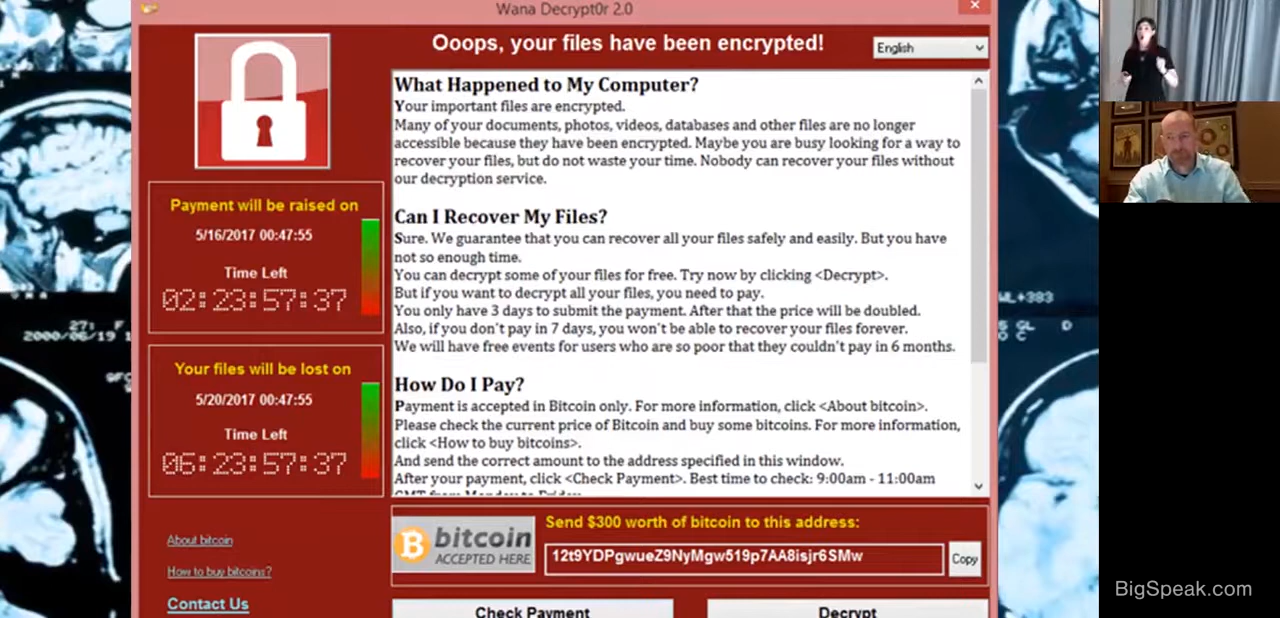 Wana Decrypt0r 2.0
Ooops, your files have been encrypted!
English
What Happened to My Computer?
Your important files are encrypted.
Many of your documents, photos, videos, databases and other files are no longer
accessible because they have been encrypted. Maybe you are busy looking for a way to
recover your files, but do not waste your time. Nobody can recover your files without
our decryption service.
Can I Recover My Files?
Sure. We guarantee that you can recover all your files safely and easily. But you have
not so enough time.
You can decrypt some of your files for free. Try now by clicking <Decrypt>.
But if you want to decrypt all your files, you need to pay.
You only have 3 days to submit the payment. After that the price will be doubled.
Also, if you don't pay in 7 days, you won't be able to recover your files forever.
We will have free events for users who are so poor that they couldn't pay in 6 months.
How Do I Pay?
Payment is accepted in Bitcoin only. For more information, click <About bitcoin>.
Please check the current price of Bitcoin and buy some bitcoins. For more information,
click <How to buy bitcoins>.
And send the correct amount to the address specified in this window.
After your payment, click <Check Payment>. Best time to check: 9:00am - 11:00am
GMT from Monday to Friday.
Payment will be raised on
5/16/2017 00:47:55
Time Left
02:23:57:37
Your files will be lost on
5/20/2017 00:47:55
Time Left
06:23:57:37
About bitcoin
How to buy bitcoins?
Contact Us
bitcoin
ACCEPTED HERE
Send $300 worth of bitcoin to this address:
12t9YDPgwueZ9NyMgw519p7AA8isjr6SMw
Copy
Check Payment
Decrypt
27: F
2000/06/19 1
WL+383
GL D
BigSpeak.com